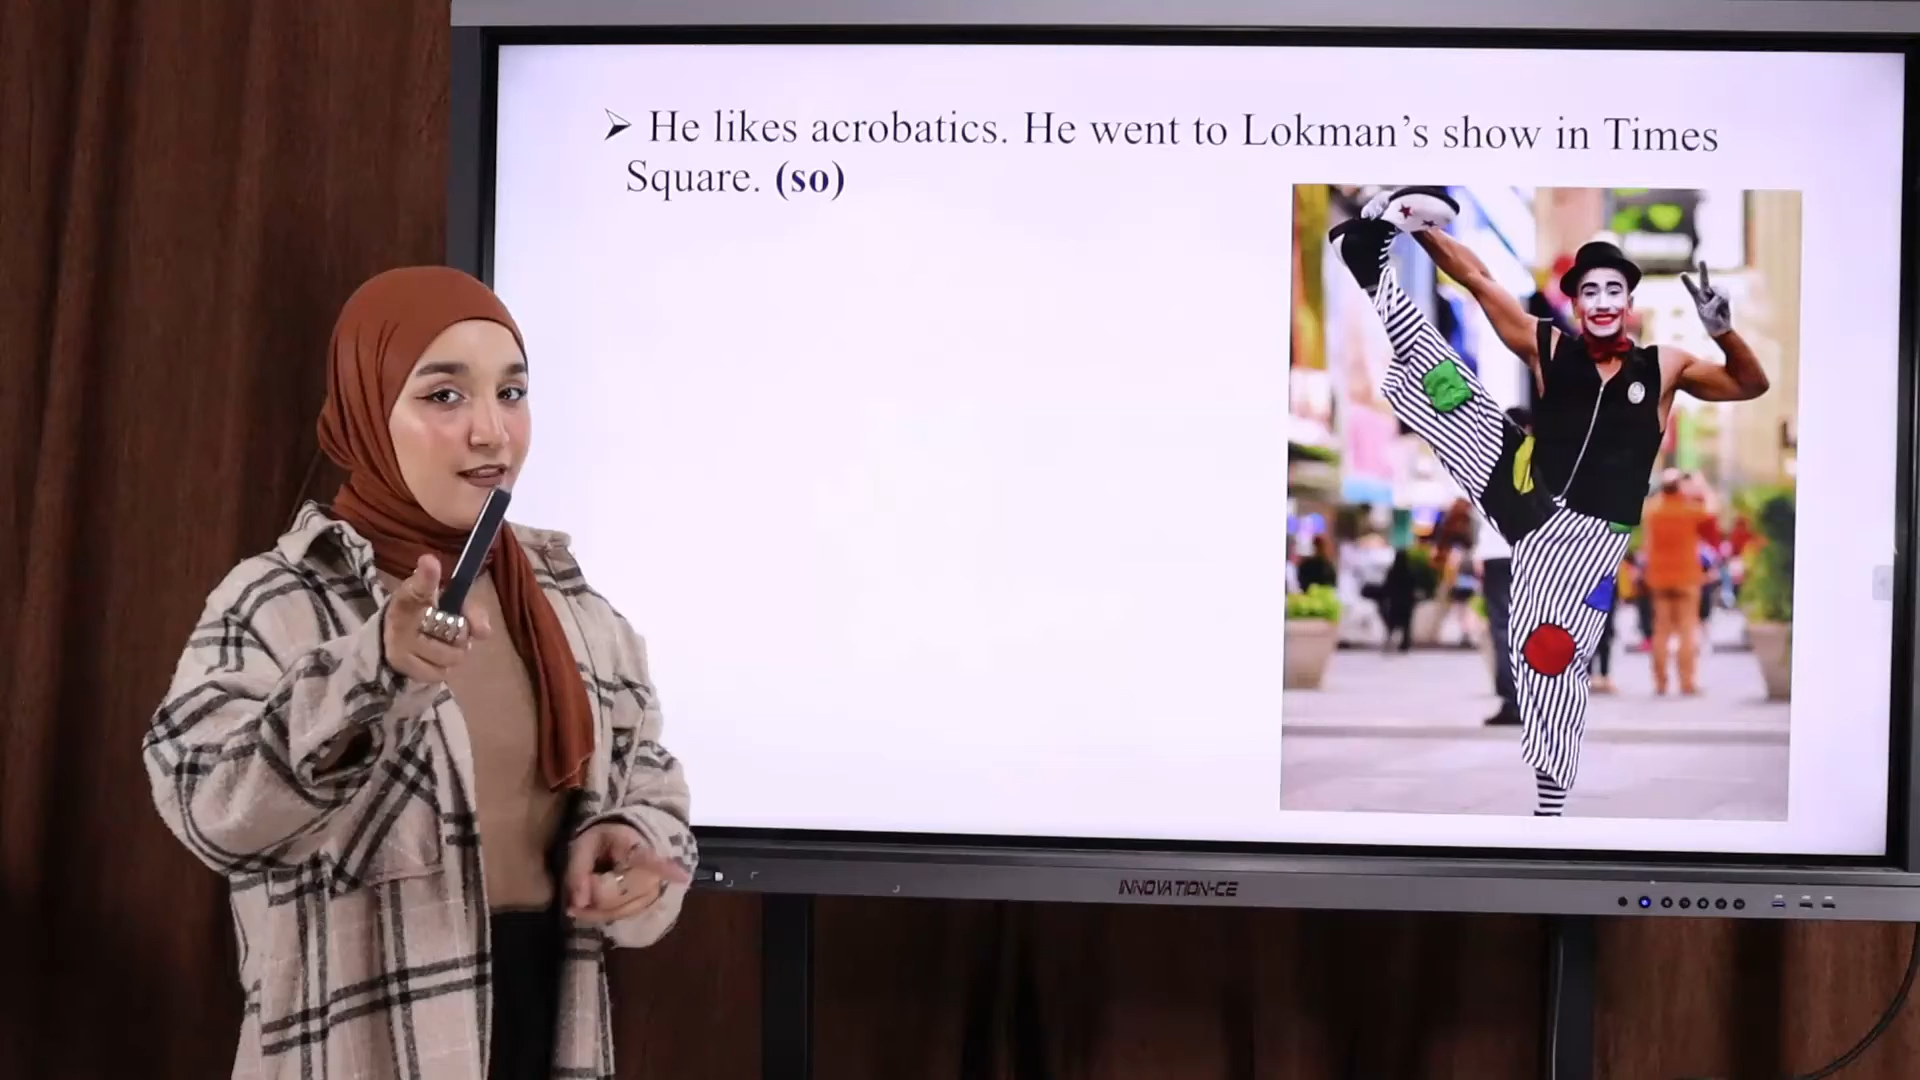 ➢ He likes acrobatics. He went to Lokman’s show in Times
Square. (so)
INNOVATION-CE